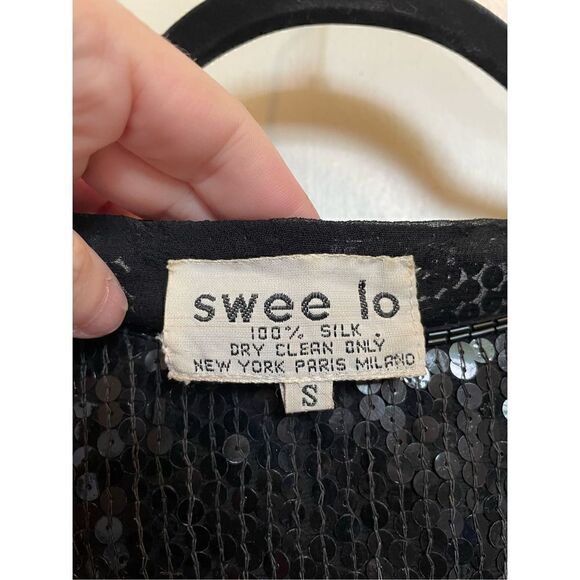 swee lo
100% SILK
DRY CLEAN ONLY
NEW YORK PARIS MILANO
S